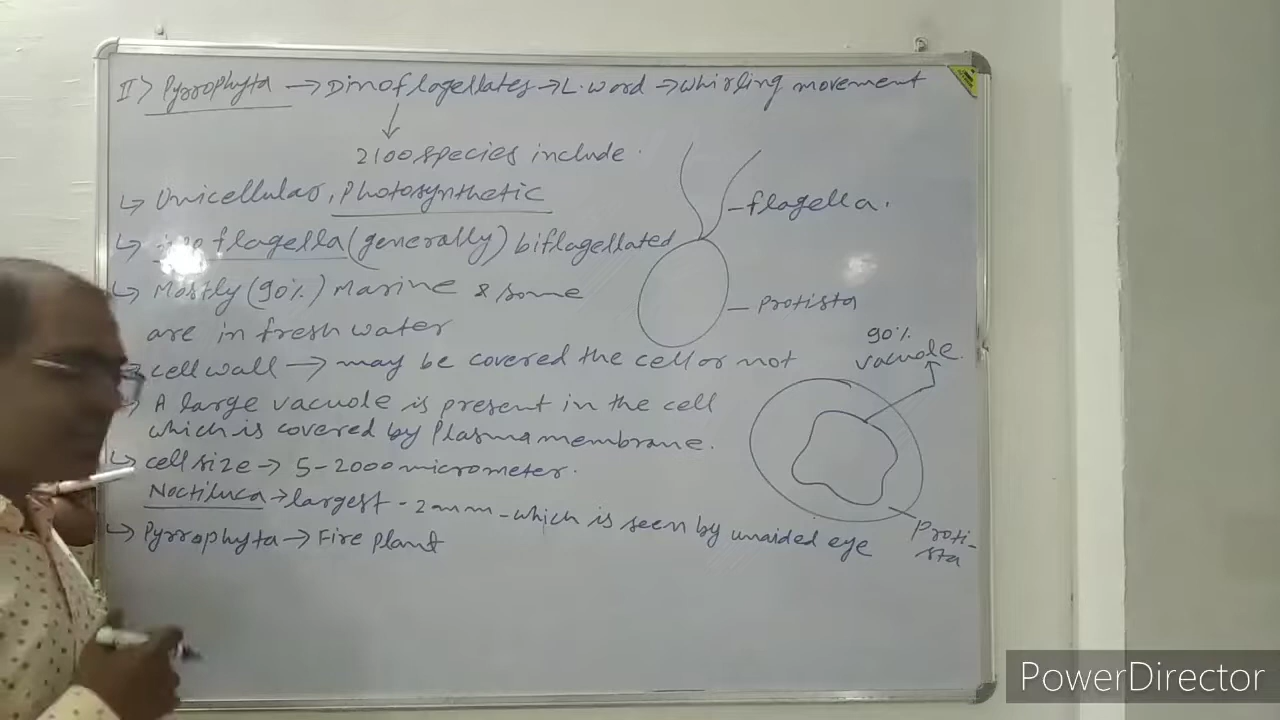 II> Pyrrophyta → Dinoflagellates → L. word → whirling movement
2100 species include.
↳ Unicellular, Photosynthetic
↳ flagella (generally) biflagellated
flagella.
↳ Mostly (90%) Marine & some
are in fresh water
Protista
cell wall → may be covered the cell or not
90%
vacuole.
A large vacuole is present in the cell
which is covered by Plasma membrane.
↳ cell size → 5-2000 micrometer.
Noctiluca → largest - 2mm - which is seen by unaided eye
↳ Pyrrophyta → Fire plant
Proti-
sta
PowerDirector